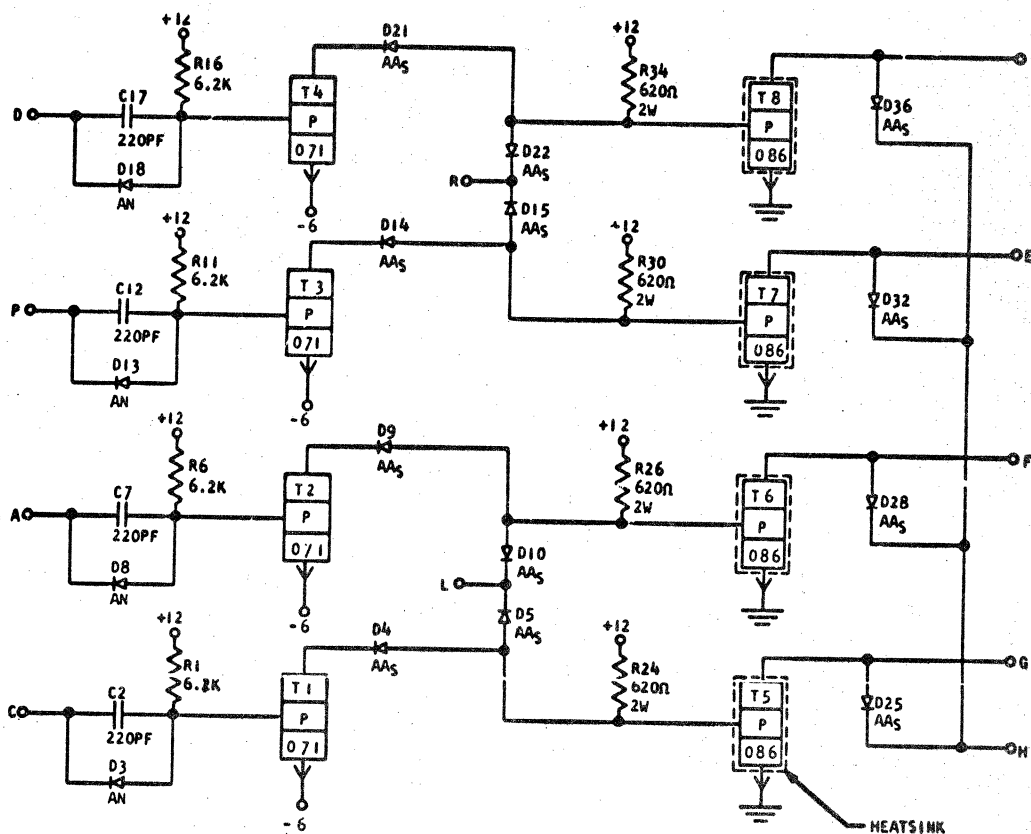 +12
R16
6.2K
C17
D
220PF
D18
AN
T4
P
071
-6
D21
AAS
+12
R34
620Ω
2W
D22
AAS
R
D15
AAS
T8
P
086
D36
AAS
+12
R11
6.2K
C12
P
220PF
D13
AN
T3
P
071
-6
D14
AAS
+12
R30
620Ω
2W
T7
P
086
D32
AAS
E
+12
R6
6.2K
C7
A
220PF
D8
AN
T2
P
071
-6
D9
AAS
+12
R26
620Ω
2W
D10
AAS
L
D5
AAS
T6
P
086
D28
AAS
F
+12
R1
C2
C
220PF
D3
AN
T1
P
071
-6
D4
AAS
+12
R24
620Ω
2W
T5
P
086
D25
AAS
G
H
HEATSINK